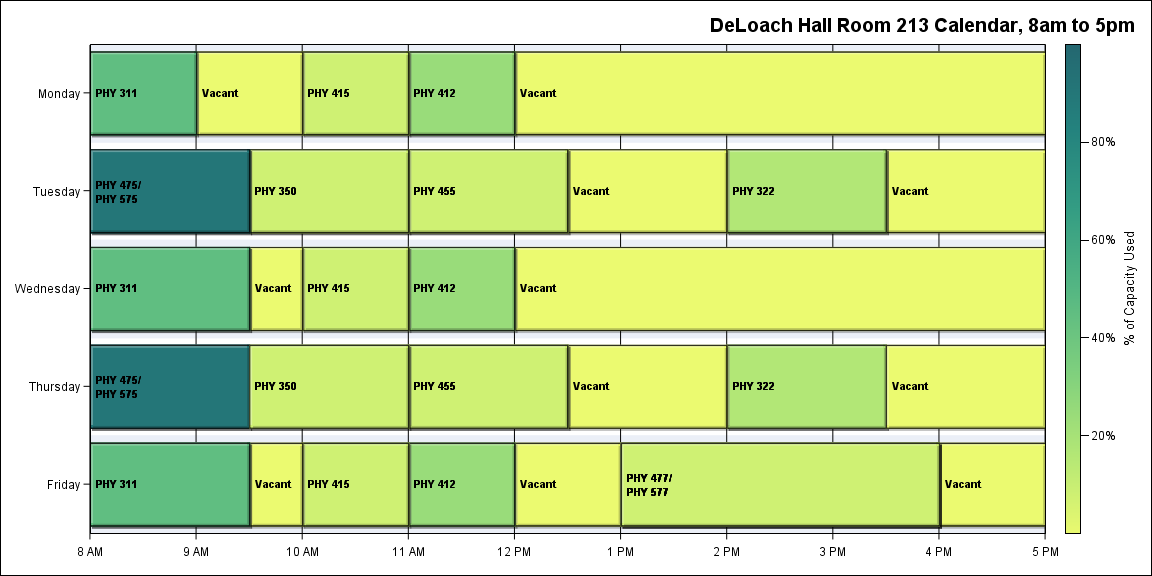 DeLoach Hall Room 213 Calendar, 8am to 5pm
Monday
PHY 311
Vacant
PHY 415
PHY 412
Vacant
Tuesday
PHY 475/
PHY 575
PHY 350
PHY 455
Vacant
PHY 322
Vacant
Wednesday
PHY 311
Vacant
PHY 415
PHY 412
Vacant
Thursday
PHY 475/
PHY 575
PHY 350
PHY 455
Vacant
PHY 322
Vacant
Friday
PHY 311
Vacant
PHY 415
PHY 412
Vacant
PHY 477/
PHY 577
Vacant
8 AM
9 AM
10 AM
11 AM
12 PM
1 PM
2 PM
3 PM
4 PM
5 PM
80%
60%
40%
20%
% of Capacity Used